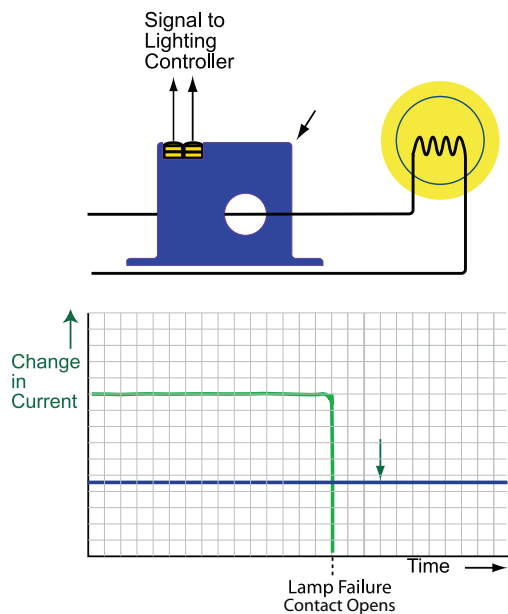 Signal to
Lighting
Controller
Change
in
Current
Time
Lamp Failure
Contact Opens